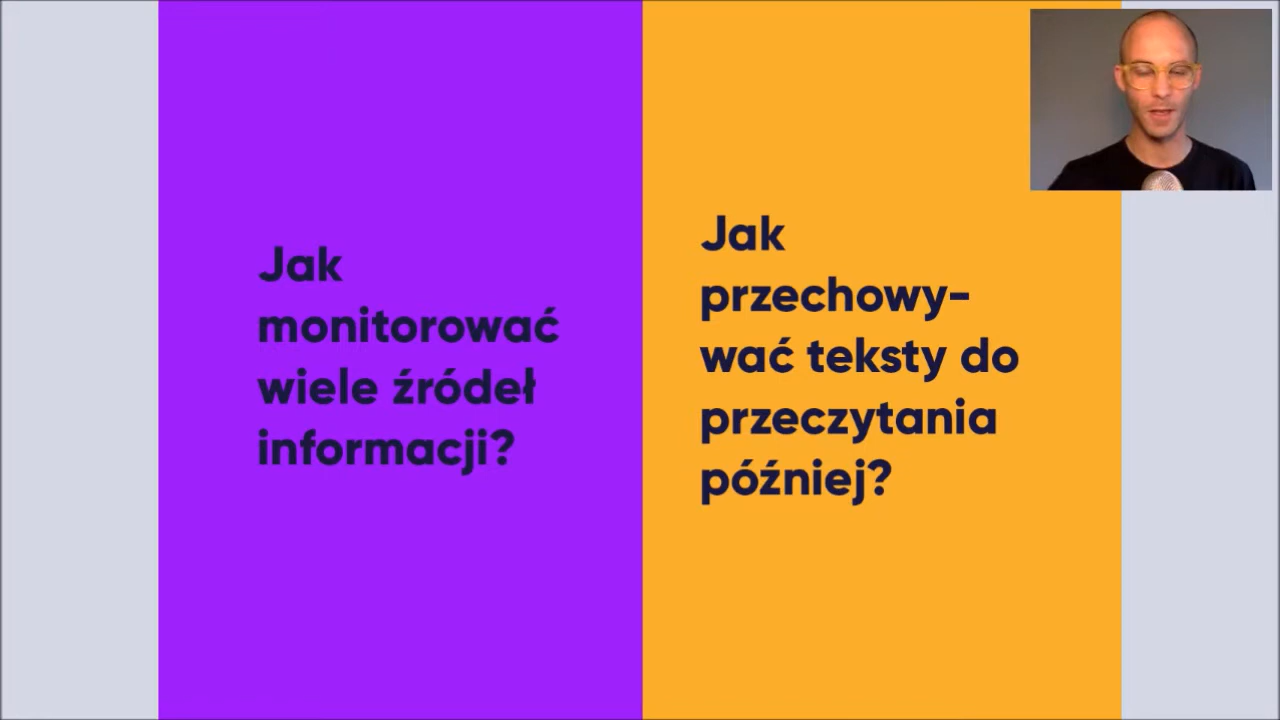 Jak
monitorować
wiele źródeł
informacji?
Jak
przechowy-
wać teksty do
przeczytania
później?